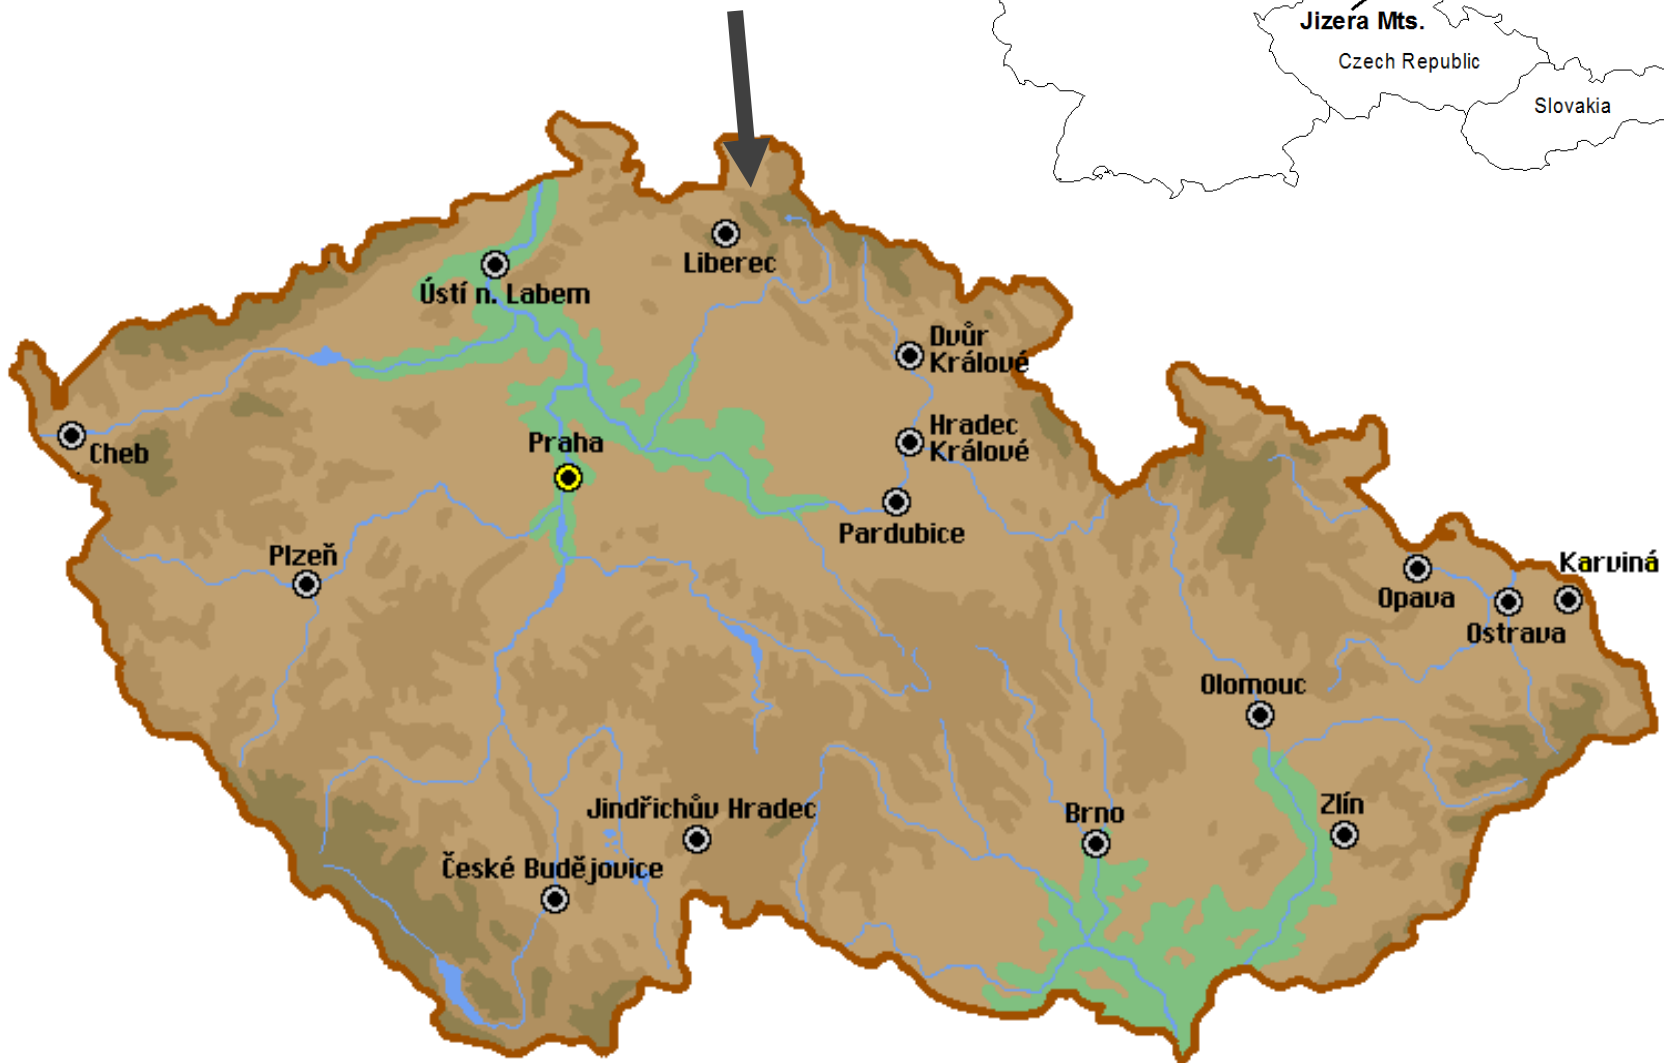 Jizera Mts.
Czech Republic
Slovakia
Liberec
Ústí n. Labem
Dvůr
Králové
Hradec
Králové
Cheb
Praha
Pardubice
Plzeň
Karviná
Opava
Ostrava
Olomouc
Jindřichův Hradec
Brno
Zlín
České Budějovice